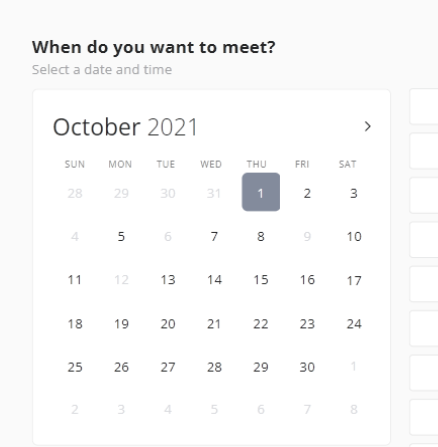 When do you want to meet?
Select a date and time
October 2021
SUN MON TUE WED THU FRI SAT
28 29 30 31 1 2 3
4 5 6 7 8 9 10
11 12 13 14 15 16 17
18 19 20 21 22 23 24
25 26 27 28 29 30 1
2 3 4 5 6 7 8